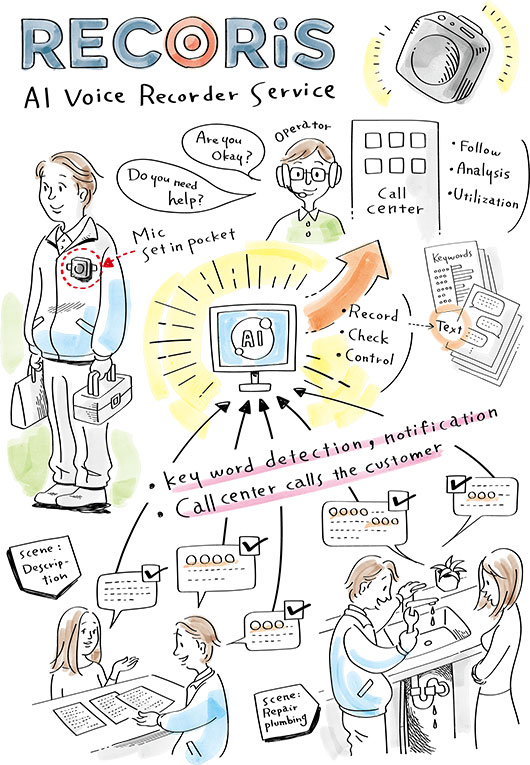 RECORiS
AI Voice Recorder Service
Are you
Okay?
Do you need
help?
Operator
Call
center
• Follow
• Analysis
• Utilization
Mic
set in pocket
AI
• Record
• Check
• Control
Keywords
Text
• key word detection, notification
• Call center calls the customer
scene:
Descrip-
tion
scene:
Repair
plumbing